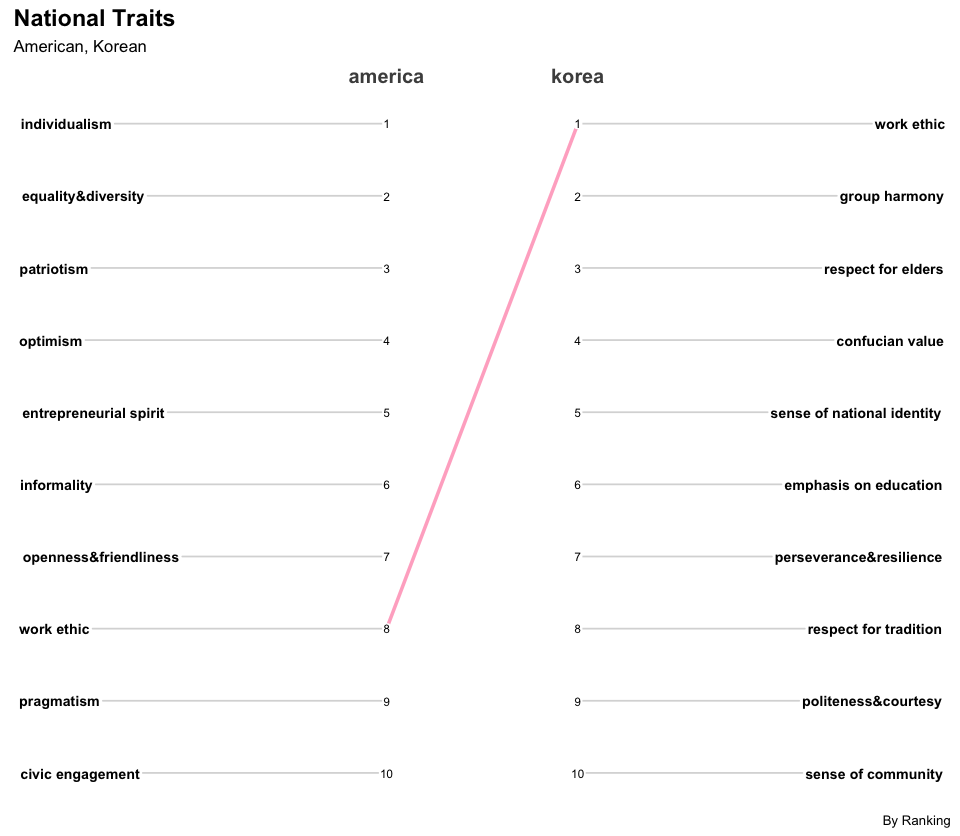 National Traits
American, Korean
america korea
individualism 1 1 work ethic
equality&diversity 2 2 group harmony
patriotism 3 3 respect for elders
optimism 4 4 confucian value
entrepreneurial spirit 5 5 sense of national identity
informality 6 6 emphasis on education
openness&friendliness 7 7 perseverance&resilience
work ethic 8 8 respect for tradition
pragmatism 9 9 politeness&courtesy
civic engagement 10 10 sense of community
By Ranking